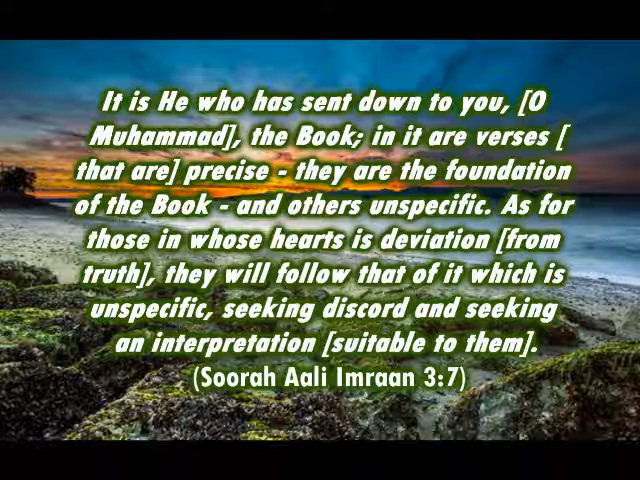 It is He who has sent down to you, [O
Muhammad], the Book; in it are verses [
that are] precise - they are the foundation
of the Book - and others unspecific. As for
those in whose hearts is deviation [from
truth], they will follow that of it which is
unspecific, seeking discord and seeking
an interpretation [suitable to them].
(Soorah Aali Imraan 3:7)